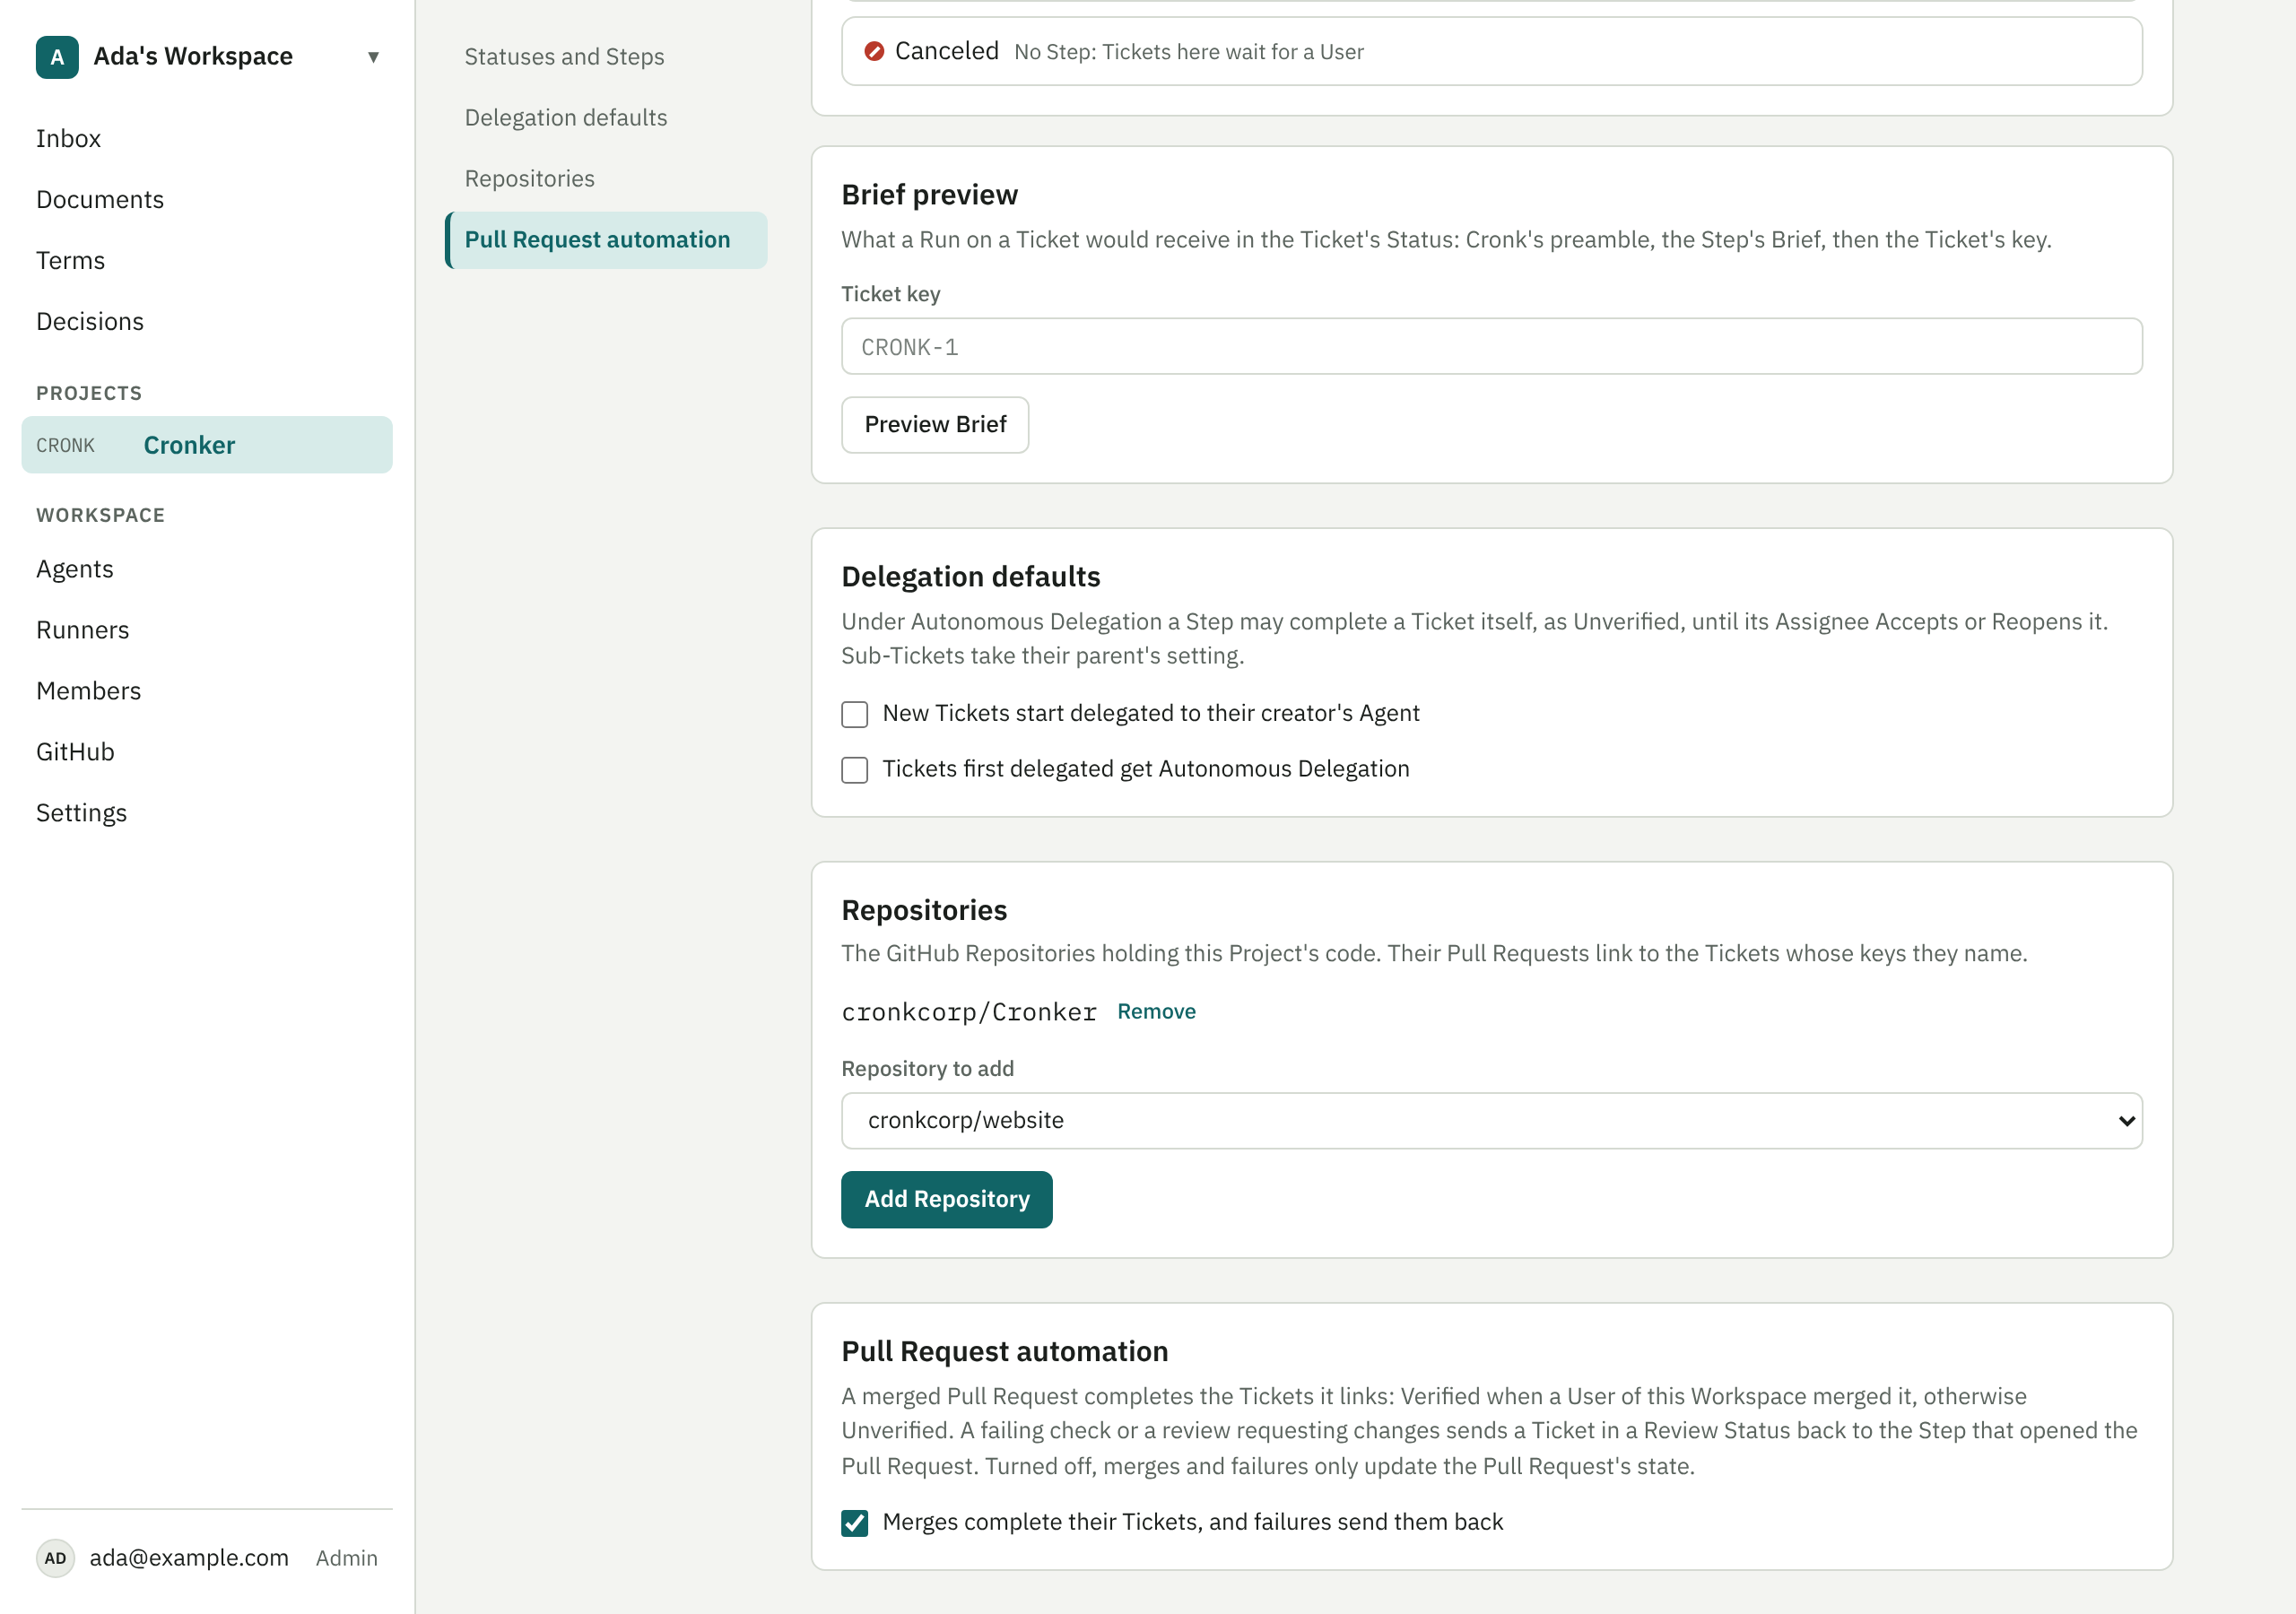 A Ada's Workspace ▼
Inbox
Documents
Terms
Decisions
PROJECTS
CRONK Cronker
WORKSPACE
Agents
Runners
Members
GitHub
Settings
AD ada@example.com Admin
Statuses and Steps
Delegation defaults
Repositories
Pull Request automation
Canceled No Step: Tickets here wait for a User
Brief preview
What a Run on a Ticket would receive in the Ticket's Status: Cronk's preamble, the Step's Brief, then the Ticket's key.
Ticket key
CRONK-1
Preview Brief
Delegation defaults
Under Autonomous Delegation a Step may complete a Ticket itself, as Unverified, until its Assignee Accepts or Reopens it.
Sub-Tickets take their parent's setting.
New Tickets start delegated to their creator's Agent
Tickets first delegated get Autonomous Delegation
Repositories
The GitHub Repositories holding this Project's code. Their Pull Requests link to the Tickets whose keys they name.
cronkcorp/Cronker Remove
Repository to add
cronkcorp/website
Add Repository
Pull Request automation
A merged Pull Request completes the Tickets it links: Verified when a User of this Workspace merged it, otherwise
Unverified. A failing check or a review requesting changes sends a Ticket in a Review Status back to the Step that opened the
Pull Request. Turned off, merges and failures only update the Pull Request's state.
Merges complete their Tickets, and failures send them back